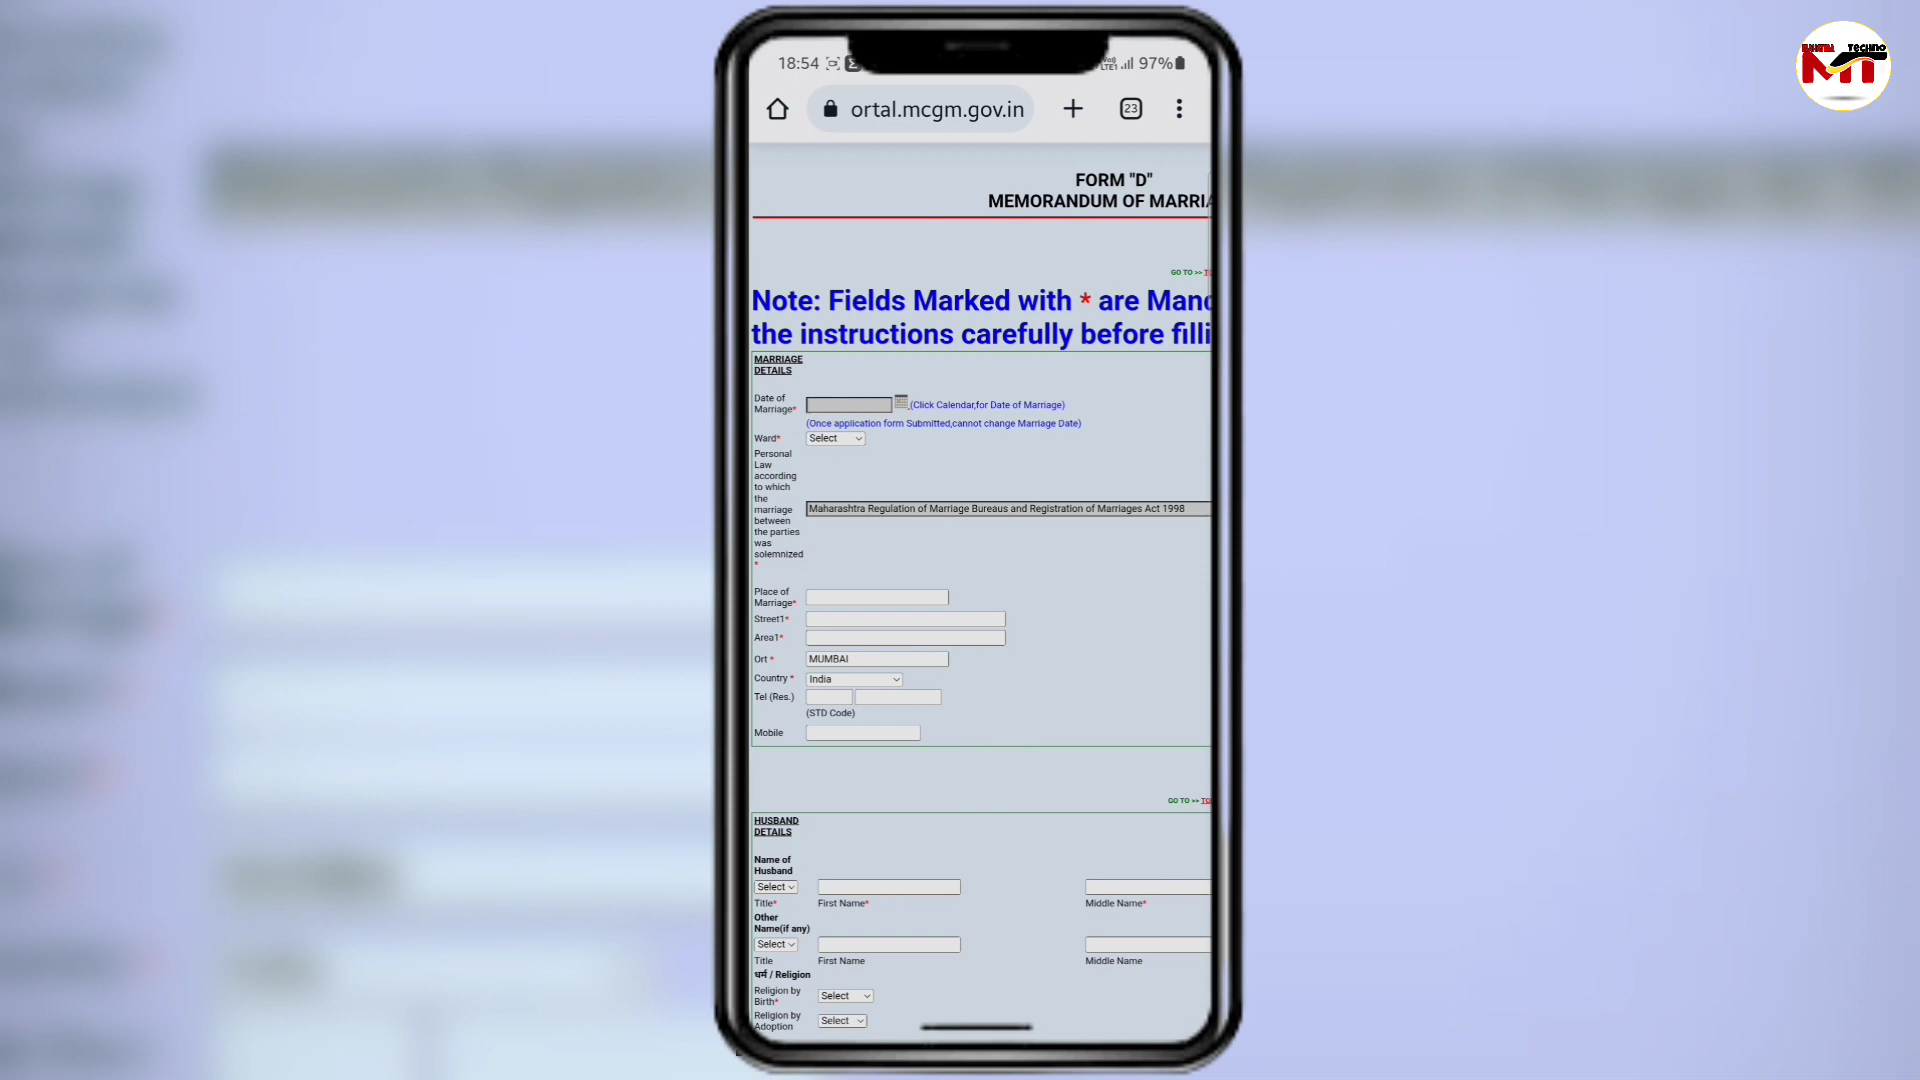 MT
TECHNO
18:54
LTE1 97%
ortal.mcgm.gov.in
23
FORM "D"
MEMORANDUM OF MARRIA
GO TO >>
Note: Fields Marked with * are Mand
the instructions carefully before filli
MARRIAGE
DETAILS
Date of
Marriage*
(Click Calendar,for Date of Marriage)
(Once application form Submitted,cannot change Marriage Date)
Ward* Select
Personal
Law
according
to which
the
marriage
between
the parties
was
solemnized
*
Maharashtra Regulation of Marriage Bureaus and Registration of Marriages Act 1998
Place of
Marriage*
Street1*
Area1*
Ort * MUMBAI
Country * India
Tel (Res.)
(STD Code)
Mobile
GO TO >> TO
HUSBAND
DETAILS
Name of
Husband
Select
Title* First Name* Middle Name*
Other
Name(if any)
Select
Title First Name Middle Name
धर्म / Religion
Religion by
Birth*
Select
Religion by
Adoption
Select